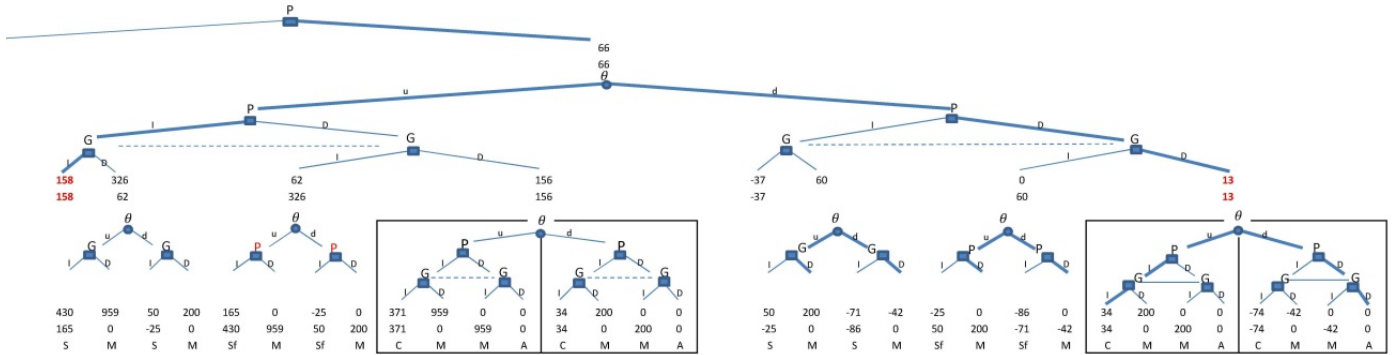 P
66
66
θ
u d
P P
I D I D
G G G G
I D I D I D
158 326 62 156 -37 60 0 13
158 62 326 156 -37 60 13
θ θ θ θ θ θ
u d u d u d u d u d u d
G G P P P P G G P P P P
I D I D I D I D I D I D I D I D I D I D I D I D
G G G G G G G G
I D I D I D I D I D I D I D I D
430 959 50 200 165 0 -25 0 371 959 0 0 34 200 0 0 50 200 -71 -42 -25 0 -86 0 34 200 0 0 -74 -42 0 0
165 0 -25 0 430 959 50 200 371 0 959 0 34 0 200 0 -25 0 -86 0 50 200 -71 -42 34 0 200 0 -74 0 -42 0
S M S M Sf M Sf M C M M A C M M A S M S M Sf M Sf M C M M A C M M A